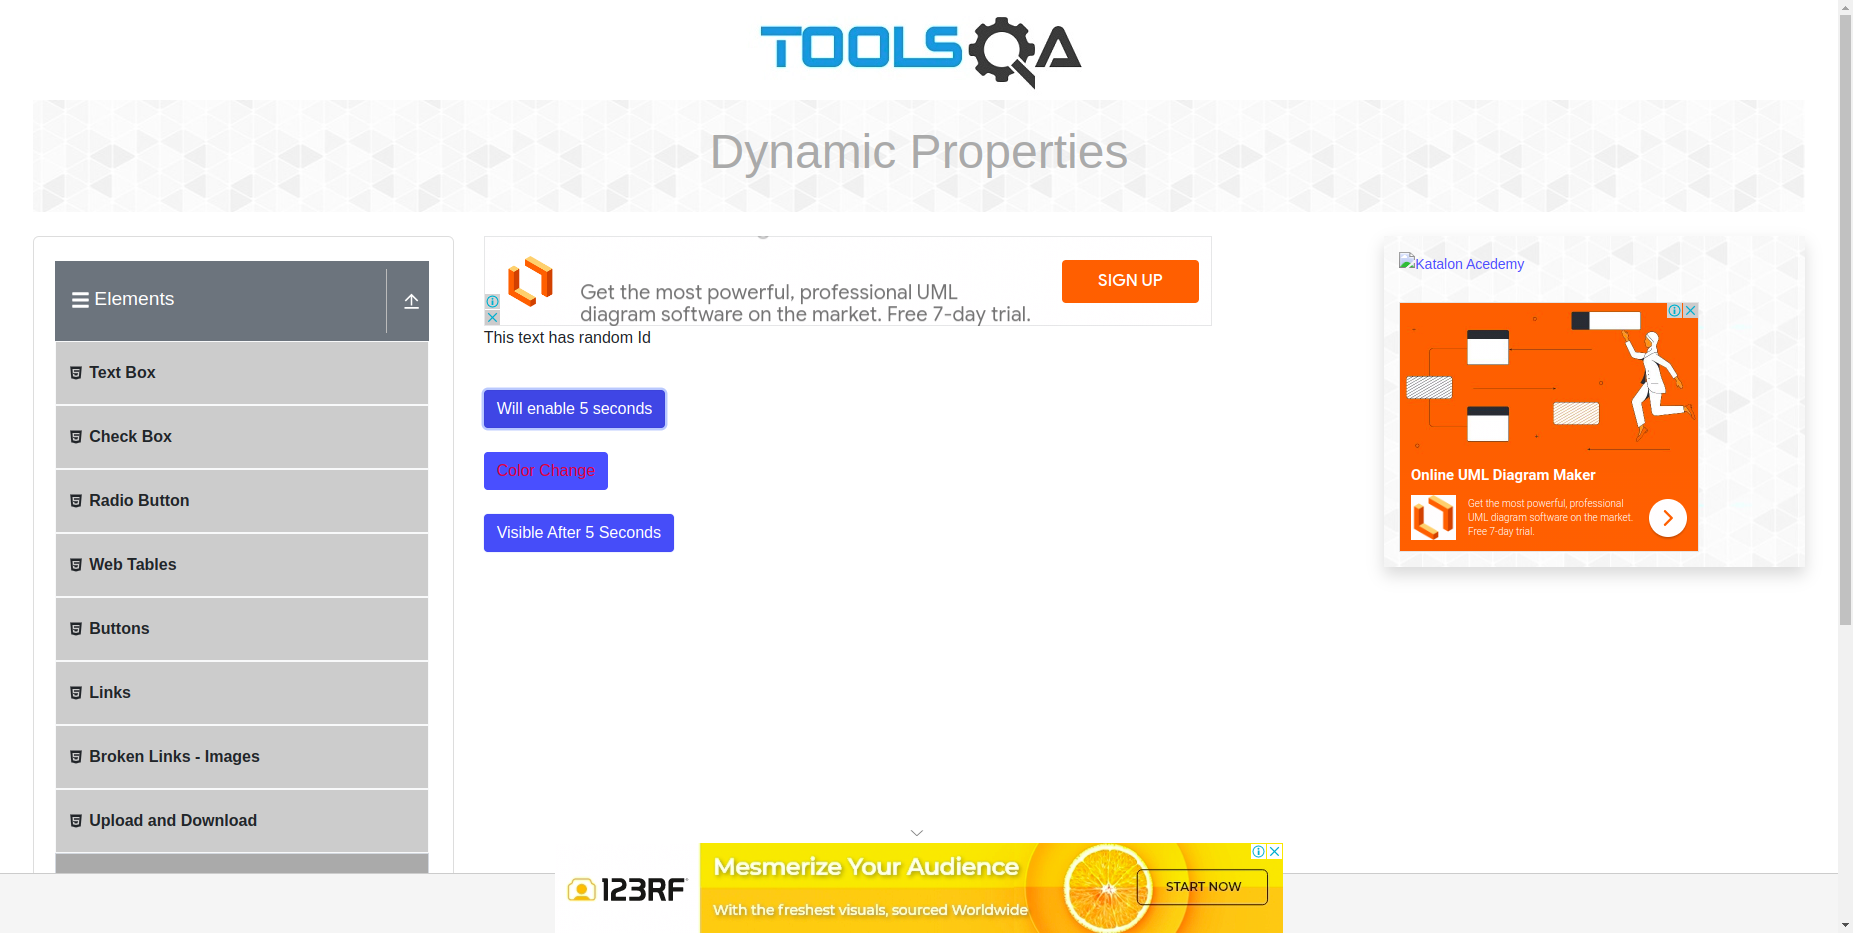 TOOLSQA
Dynamic Properties
Elements
Text Box
Check Box
Radio Button
Web Tables
Buttons
Links
Broken Links - Images
Upload and Download
Get the most powerful, professional UML
diagram software on the market. Free 7-day trial.
SIGN UP
This text has random Id
Will enable 5 seconds
Color Change
Visible After 5 Seconds
Katalon Acedemy
Online UML Diagram Maker
Get the most powerful, professional
UML diagram software on the market.
Free 7-day trial.
123RF
Mesmerize Your Audience
With the freshest visuals, sourced Worldwide
START NOW